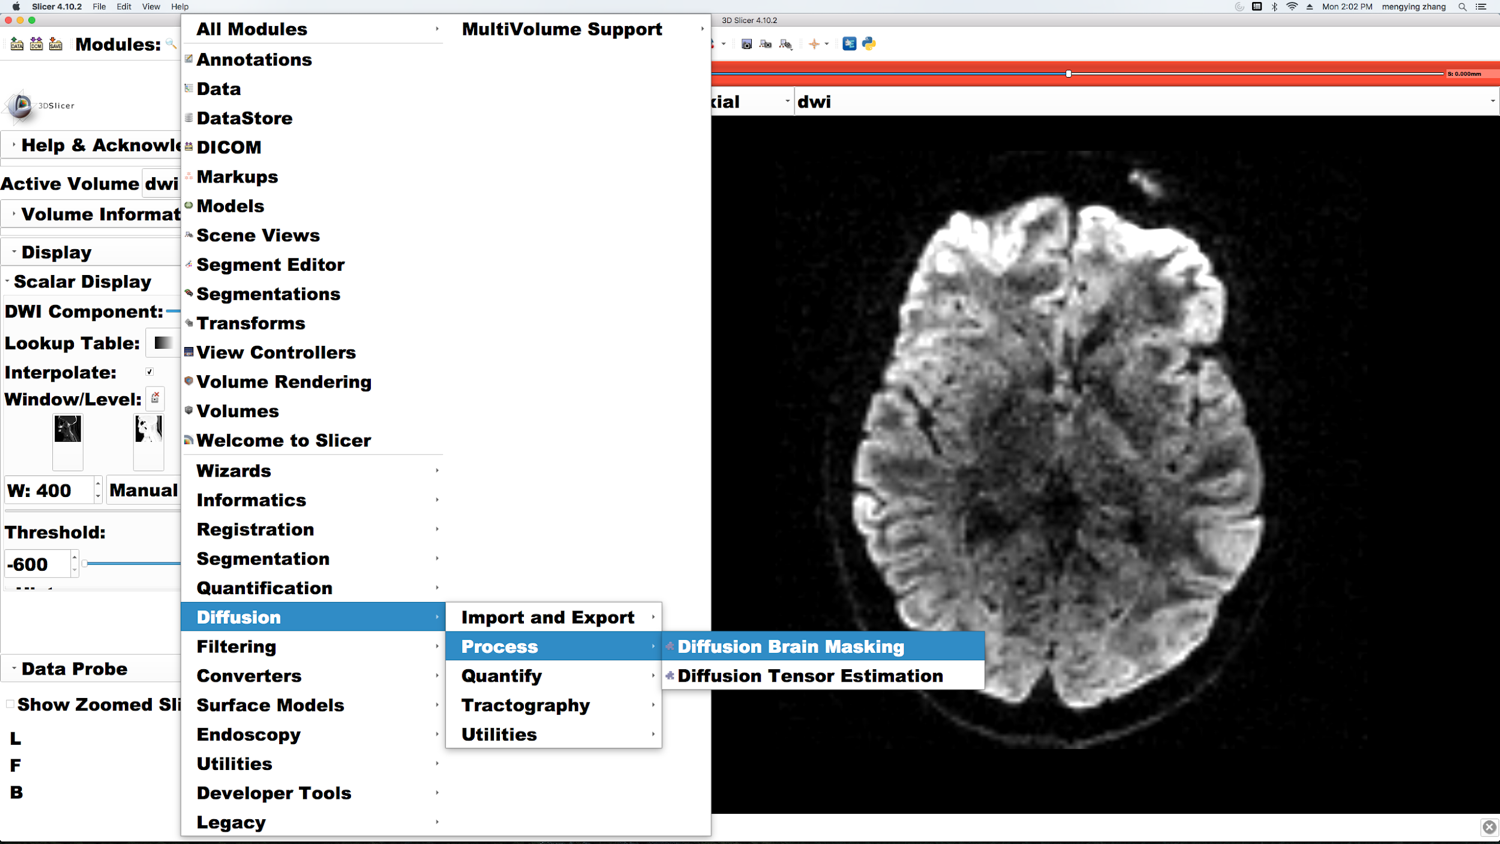 Slicer 4.10.2 File Edit View Help
Mon 2:02 PM mengying zhang
3D Slicer 4.10.2
DATA DCM SAVE Modules:
3DSlicer
Help & Acknowle
Active Volume dwi
Volume Informat
Display
Scalar Display
DWI Component:
Lookup Table:
Interpolate:
Window/Level:
W: 400 Manual
Threshold:
-600
Data Probe
Show Zoomed Sli
L
F
B
All Modules
Annotations
Data
DataStore
DICOM
Markups
Models
Scene Views
Segment Editor
Segmentations
Transforms
View Controllers
Volume Rendering
Volumes
Welcome to Slicer
Wizards
Informatics
Registration
Segmentation
Quantification
Diffusion
Filtering
Converters
Surface Models
Endoscopy
Utilities
Developer Tools
Legacy
MultiVolume Support
Import and Export
Process
Quantify
Tractography
Utilities
Diffusion Brain Masking
Diffusion Tensor Estimation
S: 0.000mm
xial dwi